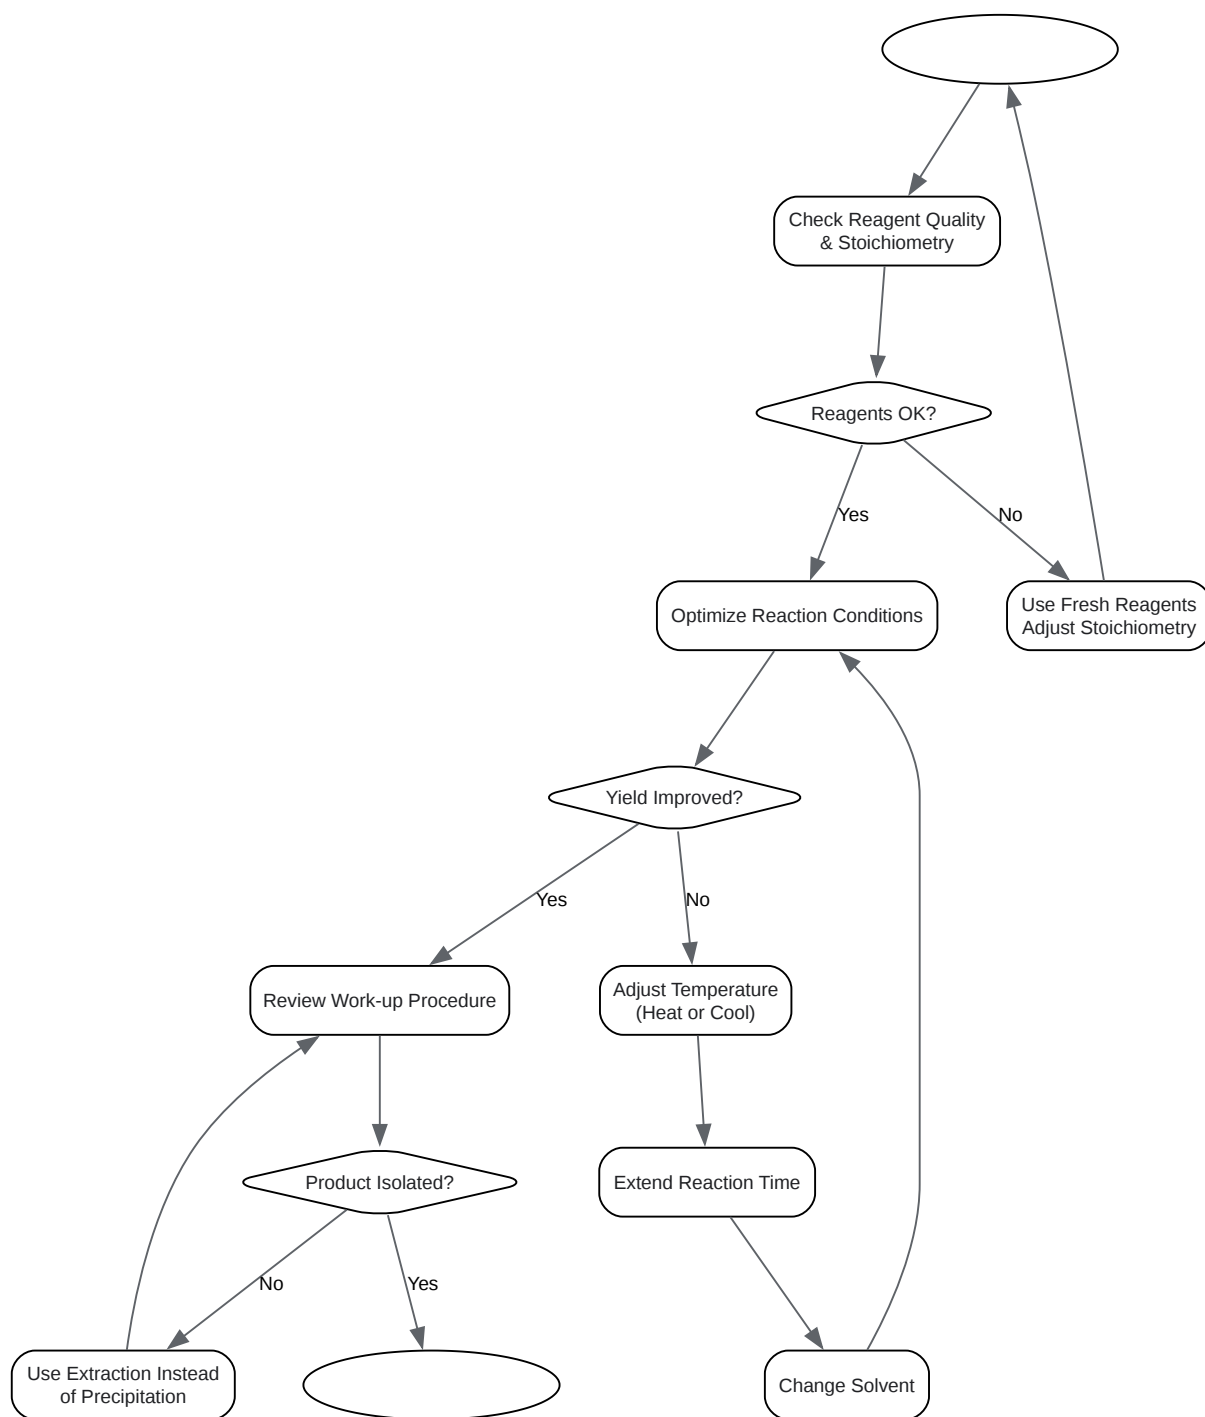 Check Reagent Quality
& Stoichiometry
Reagents OK?
Yes
No
Optimize Reaction Conditions
Use Fresh Reagents
Adjust Stoichiometry
Yield Improved?
Yes
No
Review Work-up Procedure
Adjust Temperature
(Heat or Cool)
Product Isolated?
Extend Reaction Time
No
Yes
Use Extraction Instead
of Precipitation
Change Solvent